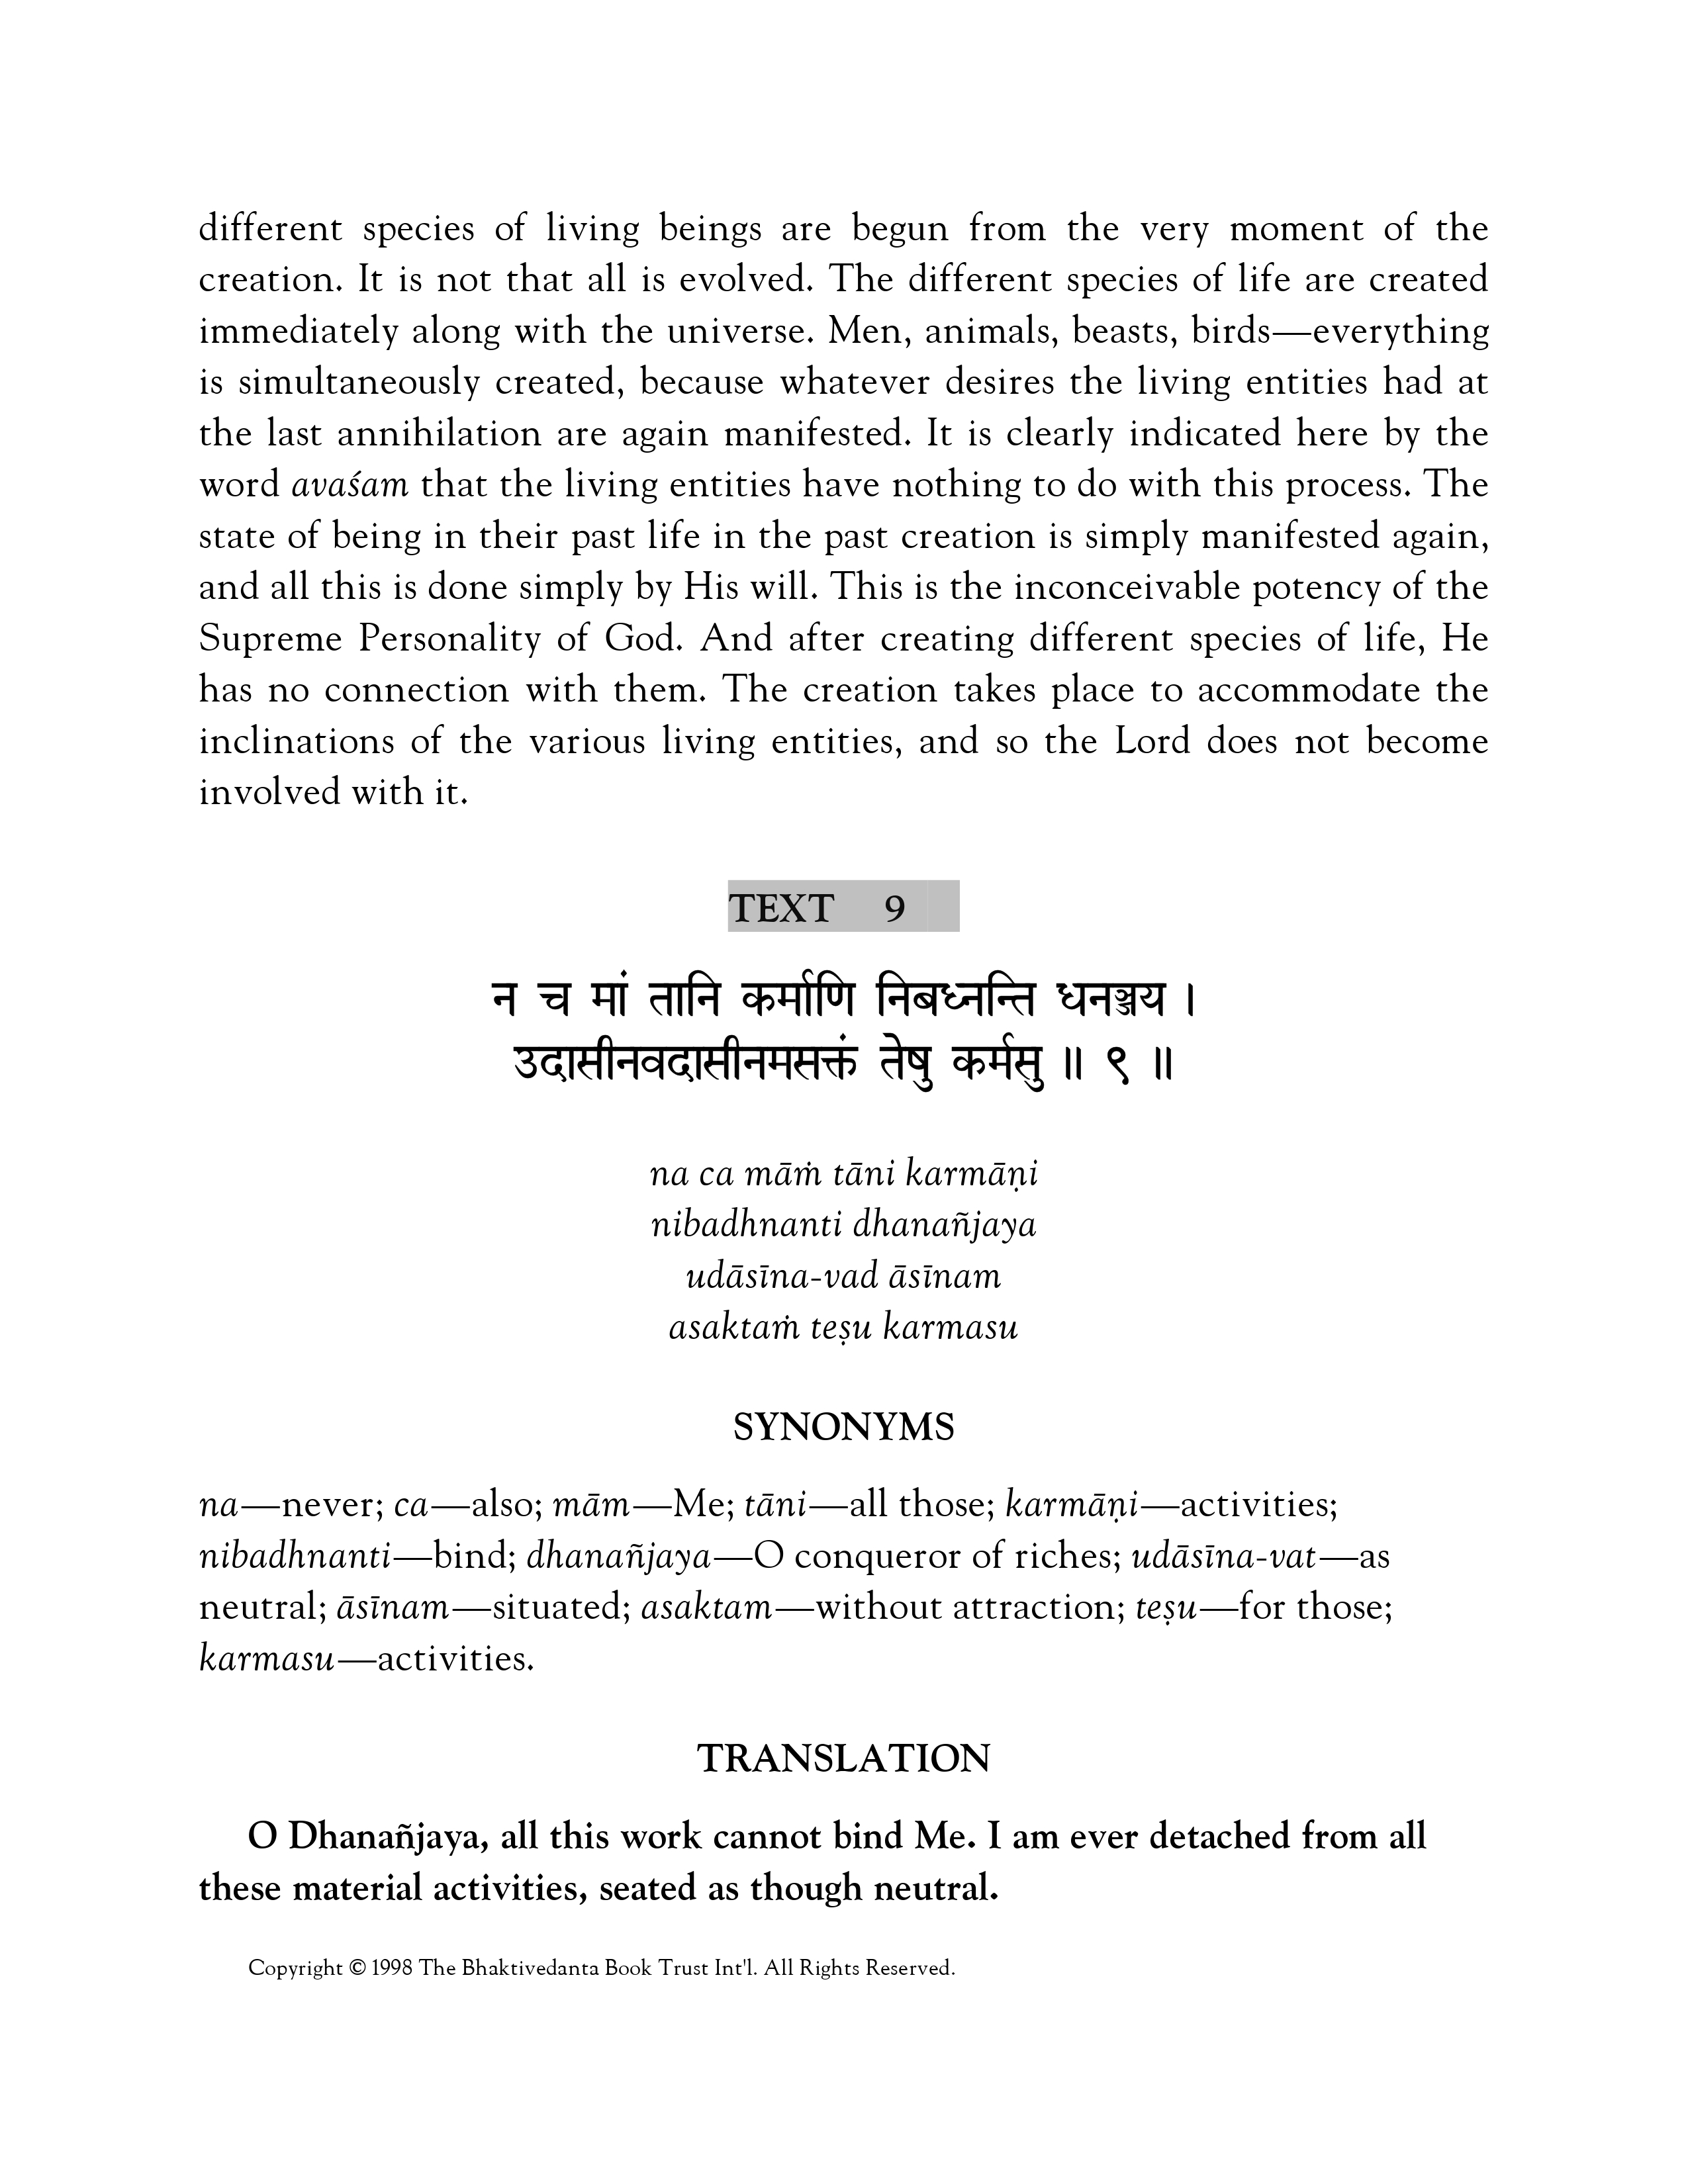 different species of living beings are begun from the very moment of the
creation. It is not that all is evolved. The different species of life are created
immediately along with the universe. Men, animals, beasts, birds—everything
is simultaneously created, because whatever desires the living entities had at
the last annihilation are again manifested. It is clearly indicated here by the
word avaśam that the living entities have nothing to do with this process. The
state of being in their past life in the past creation is simply manifested again,
and all this is done simply by His will. This is the inconceivable potency of the
Supreme Personality of God. And after creating different species of life, He
has no connection with them. The creation takes place to accommodate the
inclinations of the various living entities, and so the Lord does not become
involved with it.
TEXT 9
न च मां तानि कर्माणि निबध्नन्ति धनञ्जय ।
उदासीनवदासीनमसक्तं तेषु कर्मसु ॥ ९ ॥
na ca māṁ tāni karmāṇi
nibadhnanti dhanañjaya
udāsīna-vad āsīnam
asaktaṁ teṣu karmasu
SYNONYMS
na—never; ca—also; mām—Me; tāni—all those; karmāṇi—activities;
nibadhnanti—bind; dhanañjaya—O conqueror of riches; udāsīna-vat—as
neutral; āsīnam—situated; asaktam—without attraction; teṣu—for those;
karmasu—activities.
TRANSLATION
O Dhanañjaya, all this work cannot bind Me. I am ever detached from all
these material activities, seated as though neutral.
Copyright © 1998 The Bhaktivedanta Book Trust Int'l. All Rights Reserved.